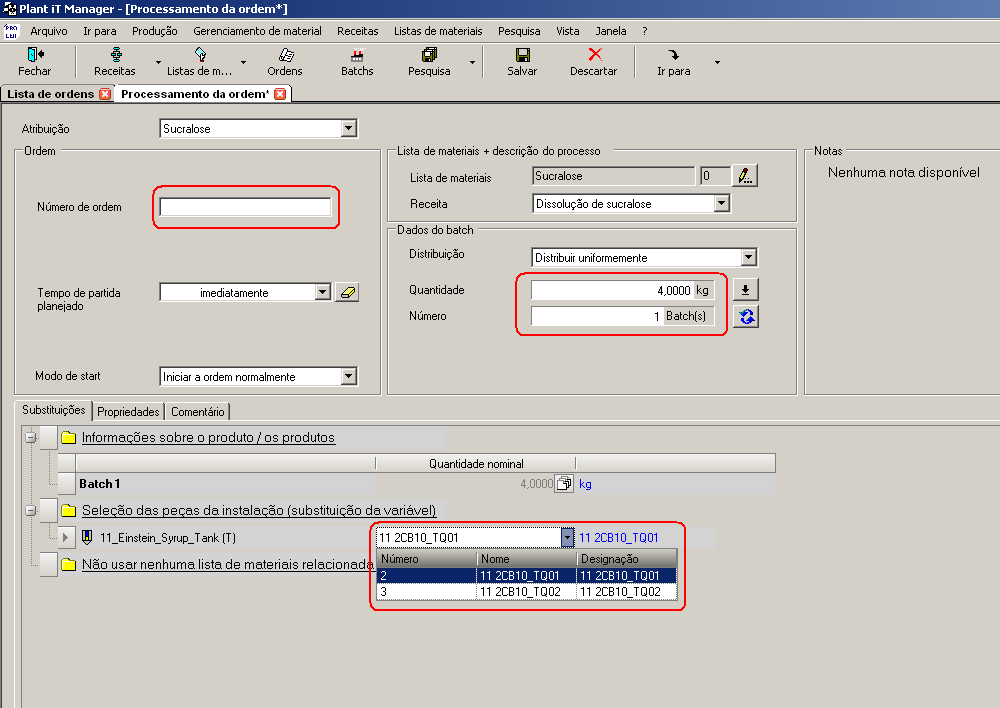 Plant iT Manager - [Processamento da ordem*]
Arquivo Ir para Produção Gerenciamento de material Receitas Listas de materiais Pesquisa Vista Janela ?
Fechar Receitas Listas de m... Ordens Batchs Pesquisa Salvar Descartar Ir para
Lista de ordens Processamento da ordem*
Atribuição Sucralose
Ordem
Número de ordem
Tempo de partida planejado imediatamente
Modo de start Iniciar a ordem normalmente
Lista de materiais + descrição do processo
Lista de materiais Sucralose 0
Receita Dissolução de sucralose
Dados do batch
Distribuição Distribuir uniformemente
Quantidade 4,0000 kg
Número 1 Batch(s)
Notas
Nenhuma nota disponível
Substituições Propriedades Comentário
Informações sobre o produto / os produtos
Quantidade nominal
Batch 1 4,0000 kg
Seleção das peças da instalação (substituição da variável)
11_Einstein_Syrup_Tank (T) 11 2CB10_TQ01 11 2CB10_TQ01
Número Nome Designação
2 11 2CB10_TQ01 11 2CB10_TQ01
3 11 2CB10_TQ02 11 2CB10_TQ02
Não usar nenhuma lista de materiais relacionada